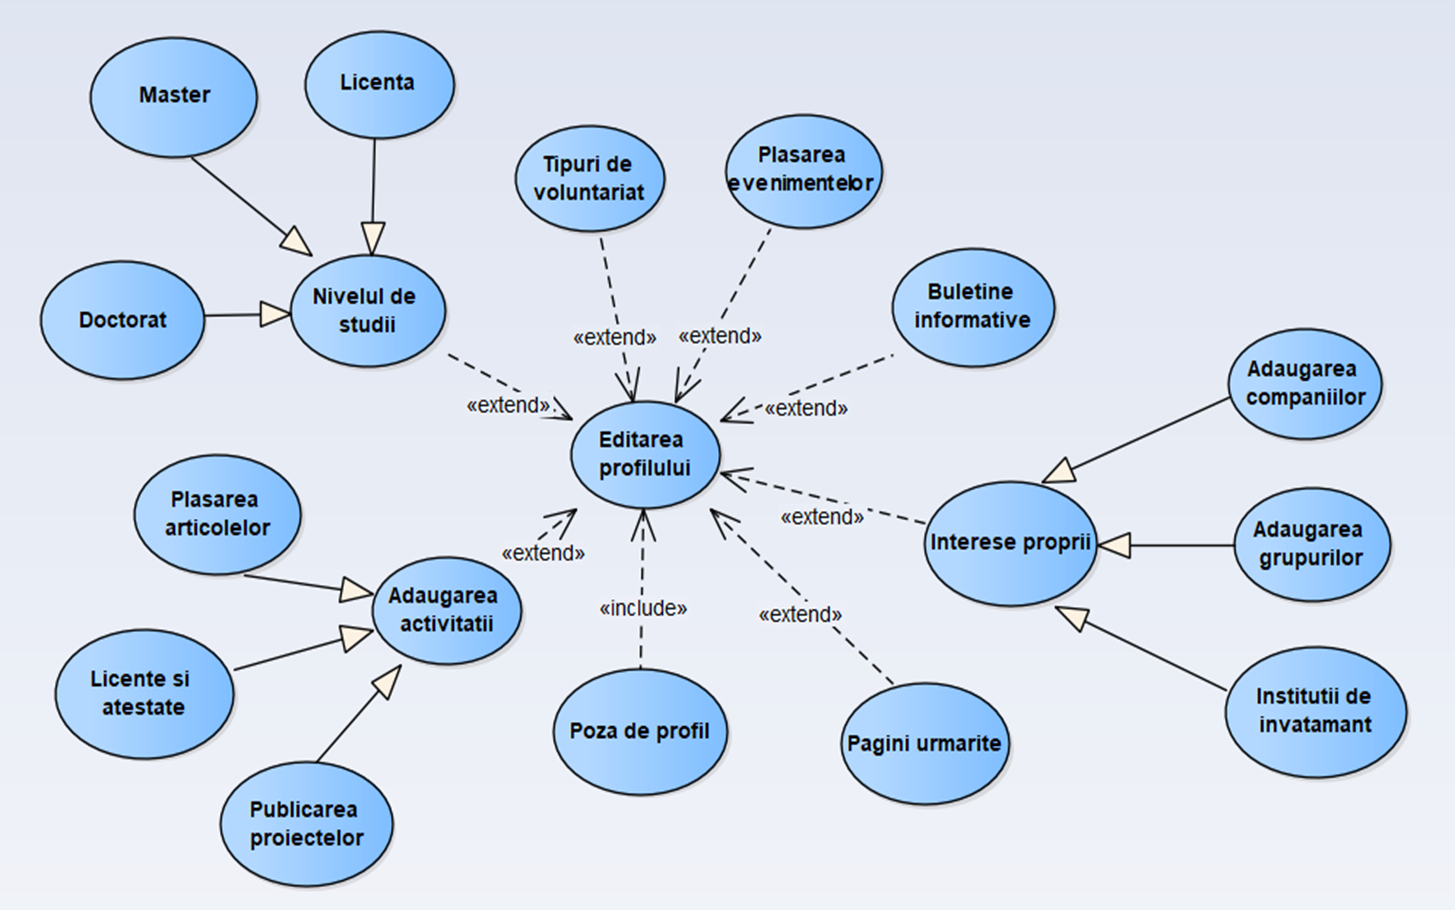 Master
Licenta
Tipuri de
voluntariat
Plasarea
evenimentelor
Doctorat
Nivelul de
studii
Buletine
informative
«extend»
«extend»
«extend»
«extend»
Adaugarea
companiilor
Editarea
profilului
Plasarea
articolelor
«extend»
Interese proprii
Adaugarea
grupurilor
«extend»
Adaugarea
activitatii
«include»
«extend»
Licente si
atestate
Poza de profil
Pagini urmarite
Institutii de
invatamant
Publicarea
proiectelor